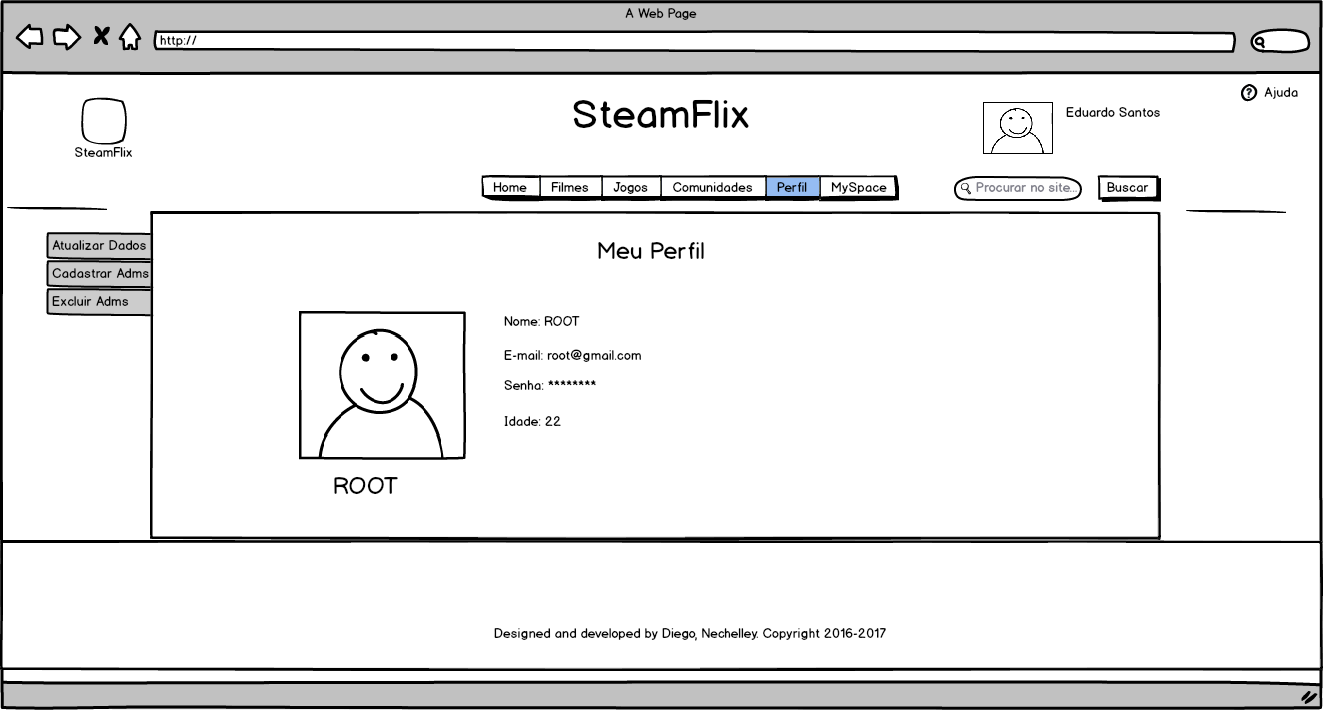 A Web Page
http://
Ajuda
SteamFlix
Eduardo Santos
SteamFlix
Home Filmes Jogos Comunidades Perfil MySpace
Procurar no site... Buscar
Atualizar Dados
Cadastrar Adms
Excluir Adms
Meu Perfil
Nome: ROOT
E-mail: root@gmail.com
Senha: ********
Idade: 22
ROOT
Designed and developed by Diego, Nechelley. Copyright 2016-2017